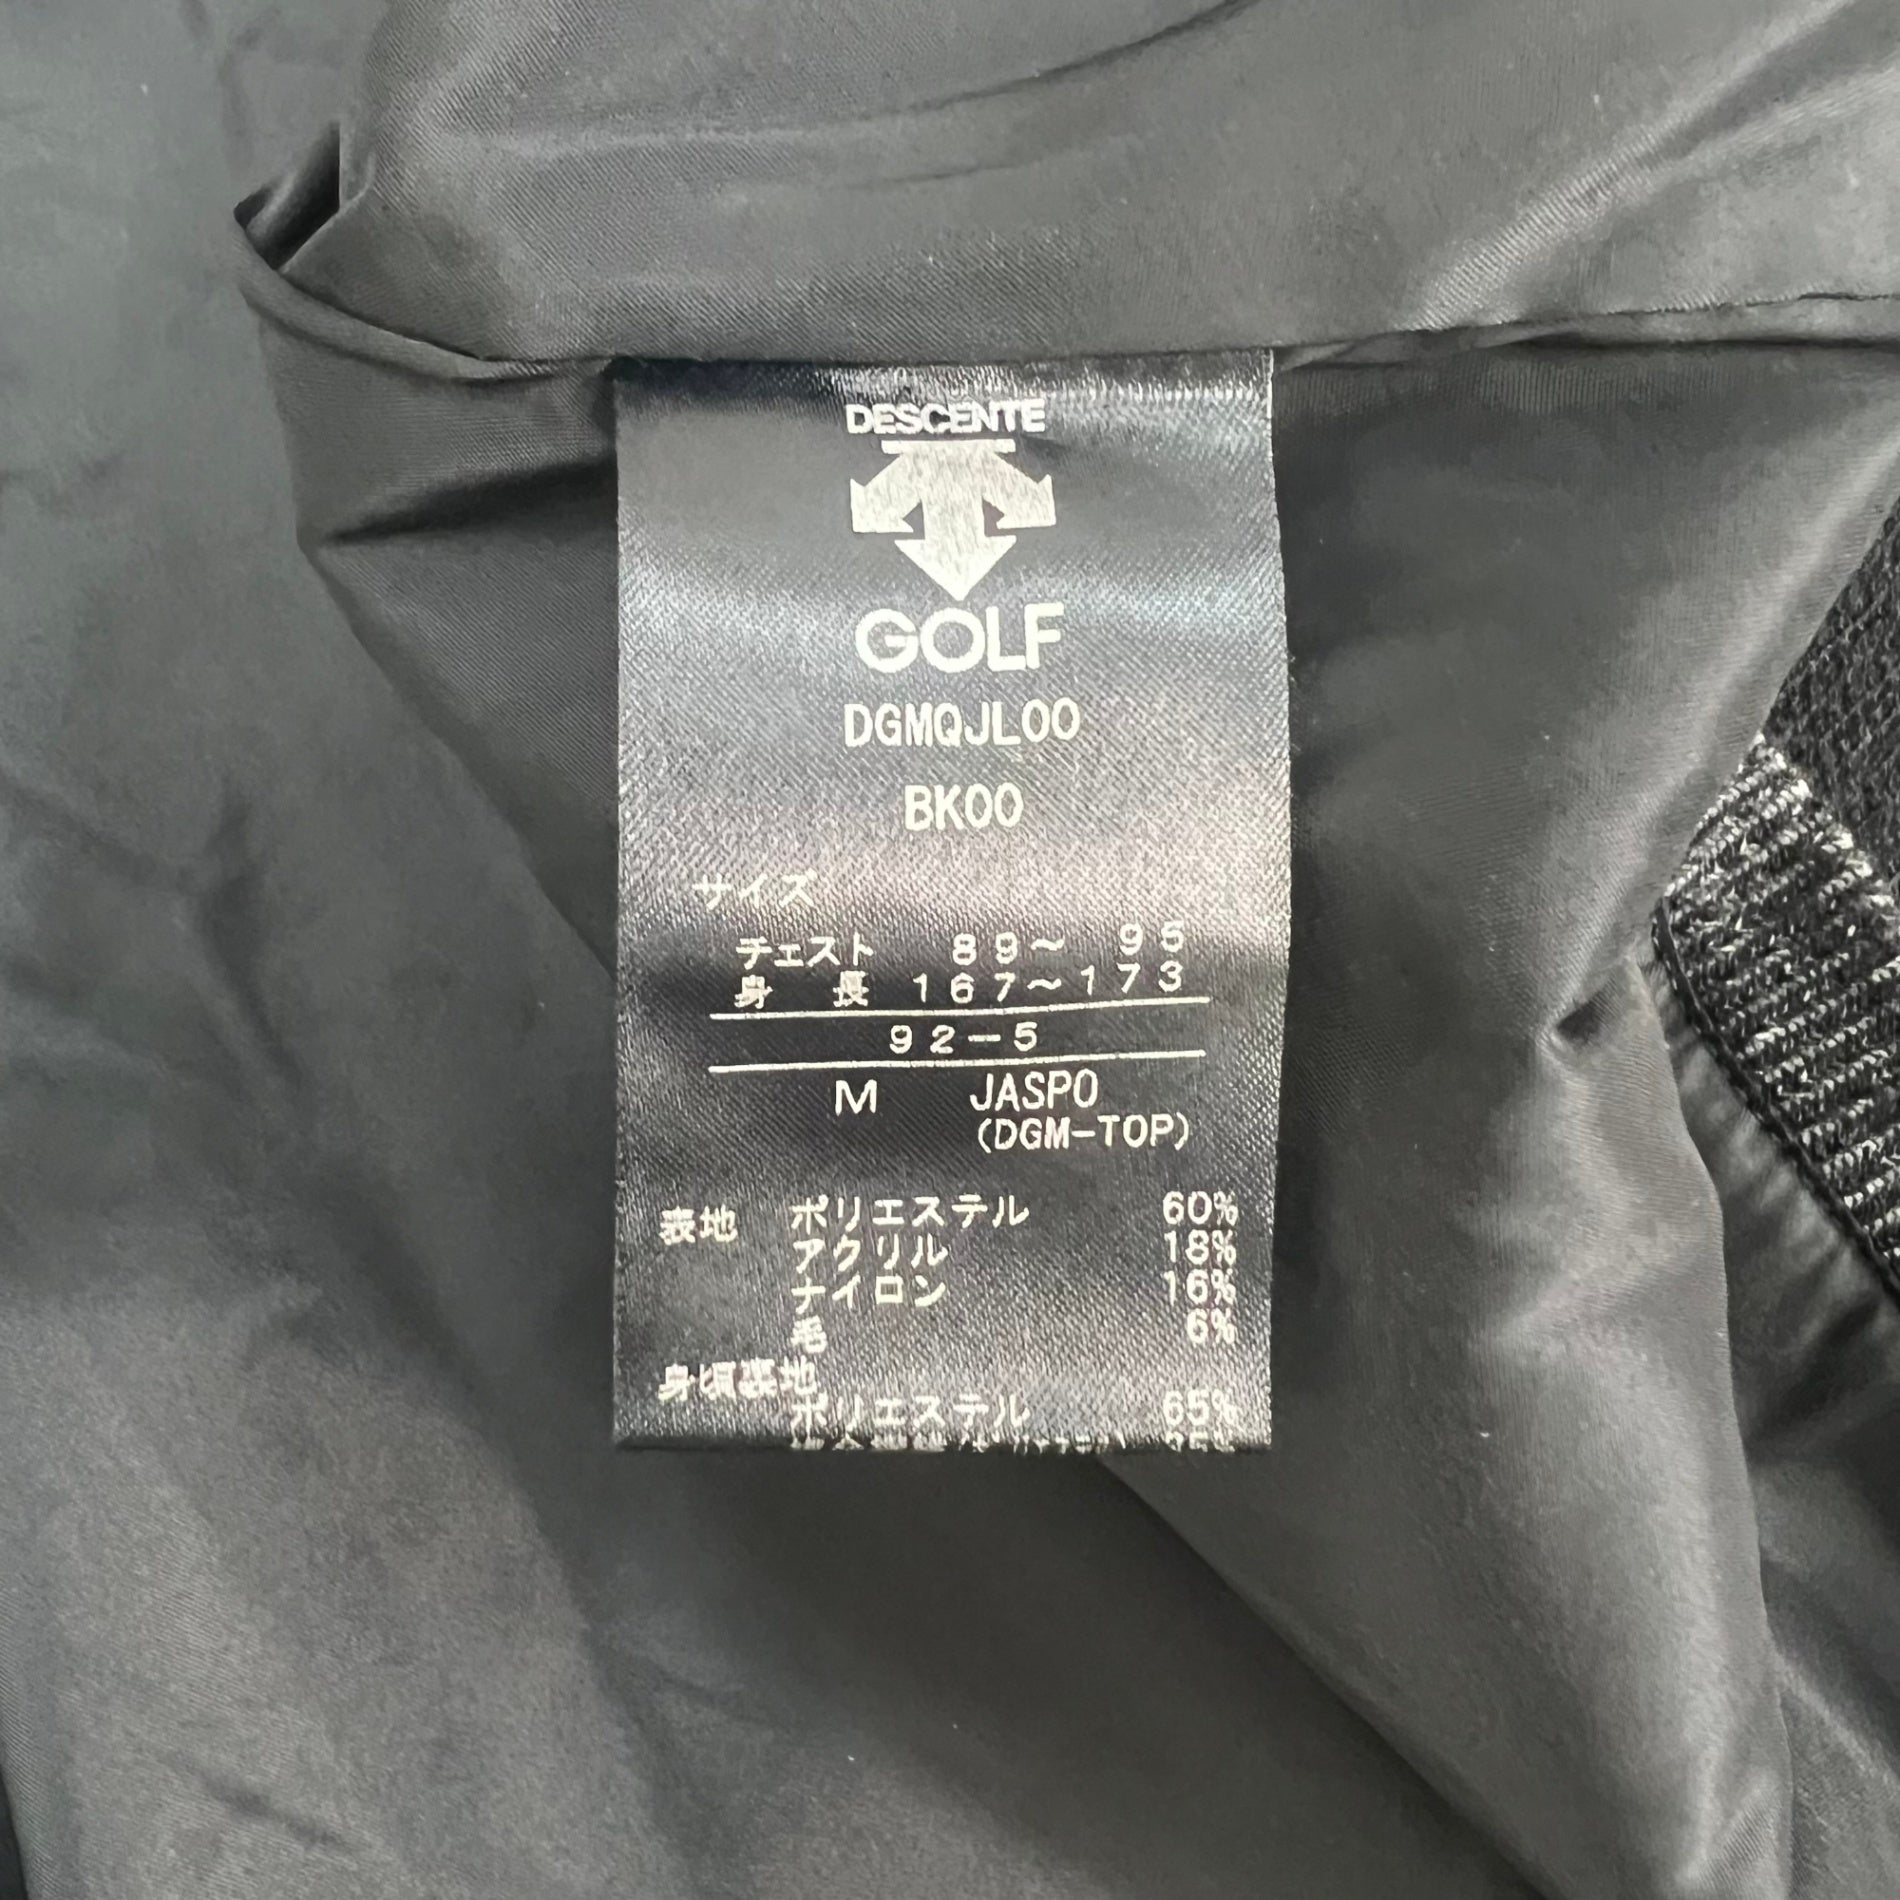 DESCENTE
GOLF
DGMQJL00
BK00
サイズ
チェスト 89～ 95
身 長 167～173
92－5
M JASPO
(DGM-TOP)
表地 ポリエステル 60%
アクリル 18%
ナイロン 16%
毛 6%
身頃裏地
ポリエステル 65%